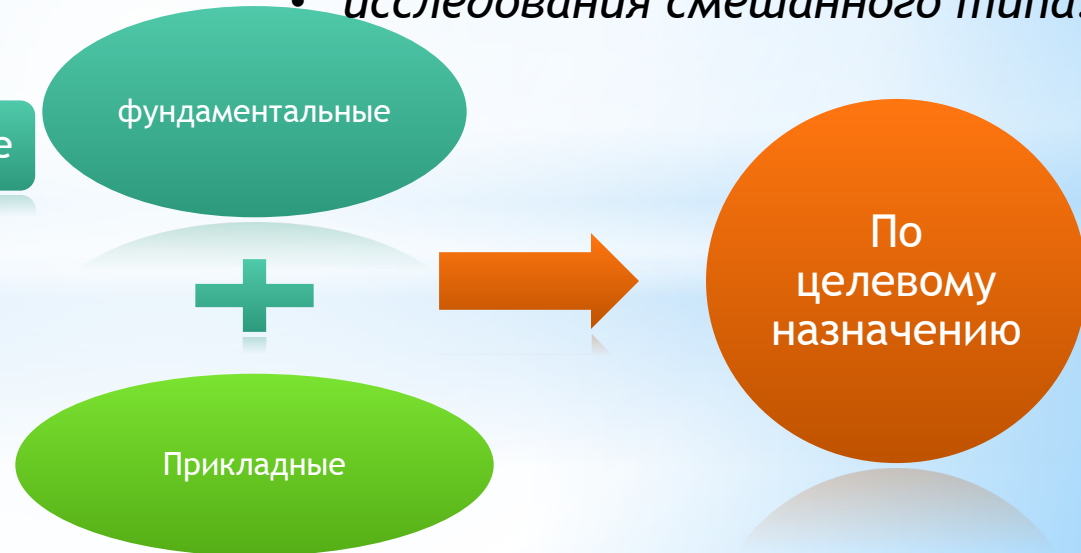 исследования смешанного типа.
фундаментальные
е
По
целевому
назначению
Прикладные